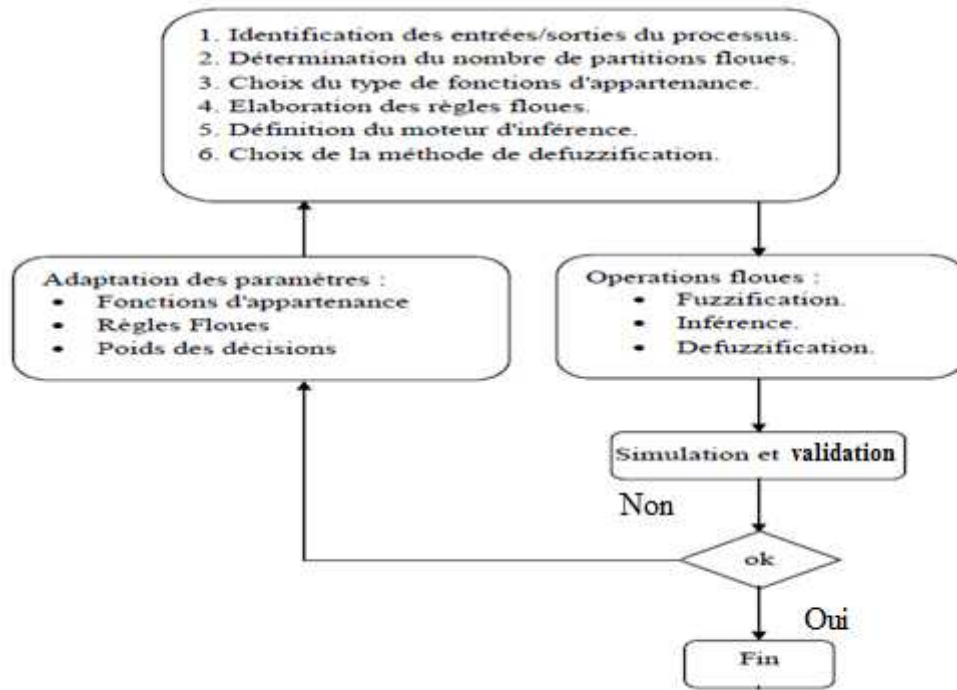 1. Identification des entrées/sorties du processus.
2. Détermination du nombre de partitions floues.
3. Choix du type de fonctions d'appartenance.
4. Elaboration des règles floues.
5. Définition du moteur d'inférence.
6. Choix de la méthode de defuzzification.
Adaptation des paramètres :
• Fonctions d'appartenance
• Règles Floues
• Poids des décisions
Operations floues :
• Fuzzification.
• Inférence.
• Defuzzification.
Simulation et validation
Non
ok
Oui
Fin